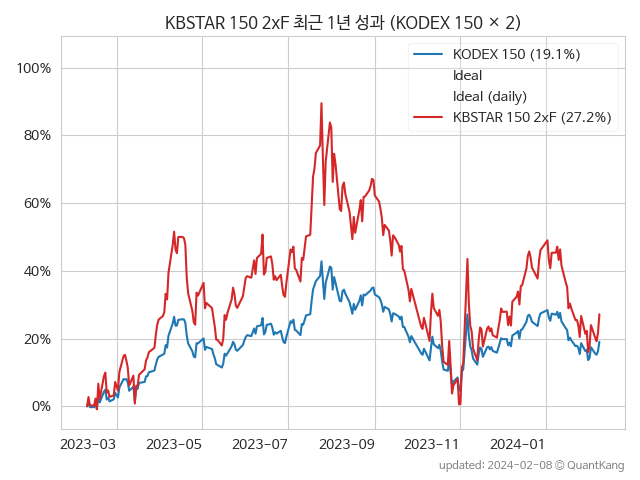 KBSTAR 150 2xF 최근 1년 성과 (KODEX 150 × 2)
KODEX 150 (19.1%)
Ideal
Ideal (daily)
KBSTAR 150 2xF (27.2%)
100%
80%
60%
40%
20%
0%
2023-03 2023-05 2023-07 2023-09 2023-11 2024-01
updated: 2024-02-08 © QuantKang